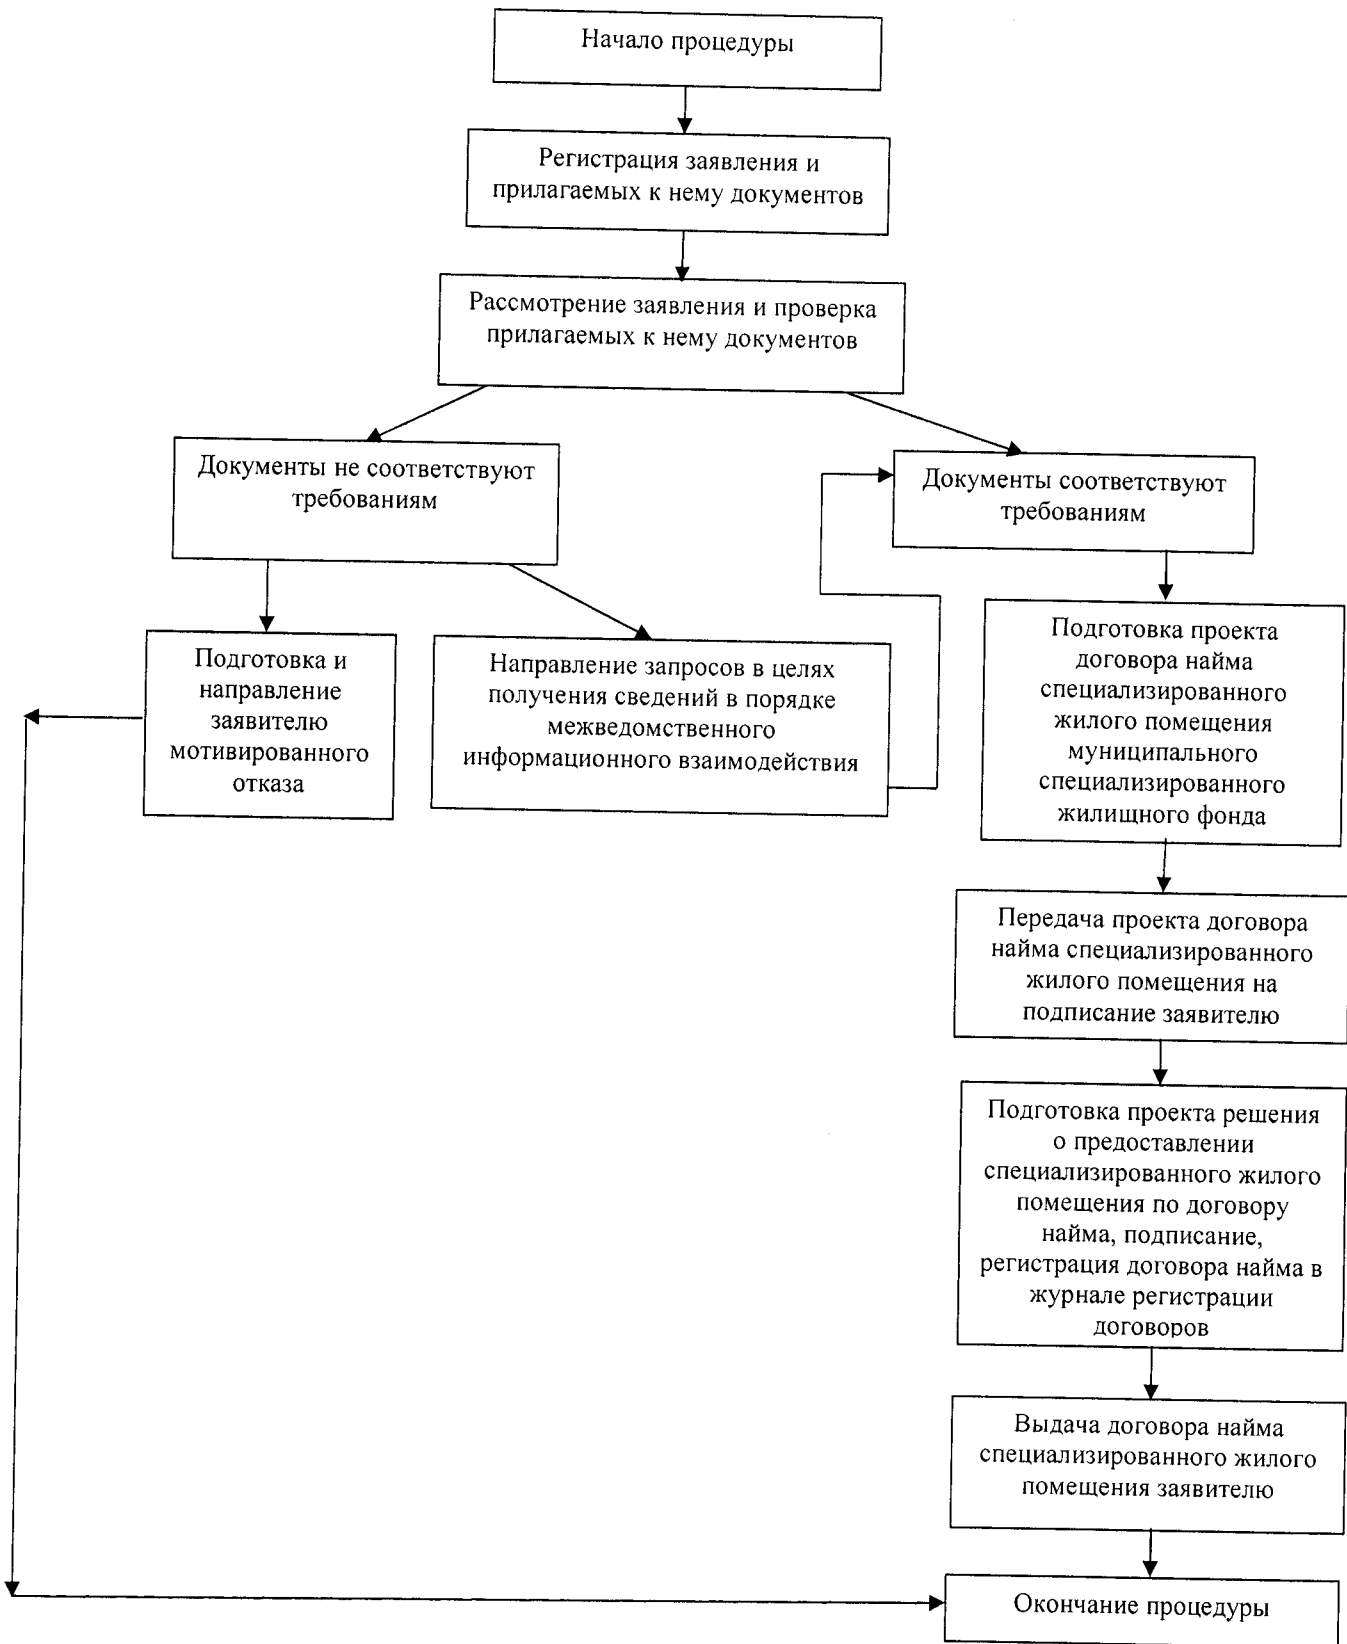 Начало процедуры
Регистрация заявления и
прилагаемых к нему документов
Рассмотрение заявления и проверка
прилагаемых к нему документов
Документы не соответствуют
требованиям
Документы соответствуют
требованиям
Подготовка и
направление
заявителю
мотивированного
отказа
Направление запросов в целях
получения сведений в порядке
межведомственного
информационного взаимодействия
Подготовка проекта
договора найма
специализированного
жилого помещения
муниципального
специализированного
жилищного фонда
Передача проекта договора
найма специализированного
жилого помещения на
подписание заявителю
Подготовка проекта решения
о предоставлении
специализированного жилого
помещения по договору
найма, подписание,
регистрация договора найма в
журнале регистрации
договоров
Выдача договора найма
специализированного жилого
помещения заявителю
Окончание процедуры